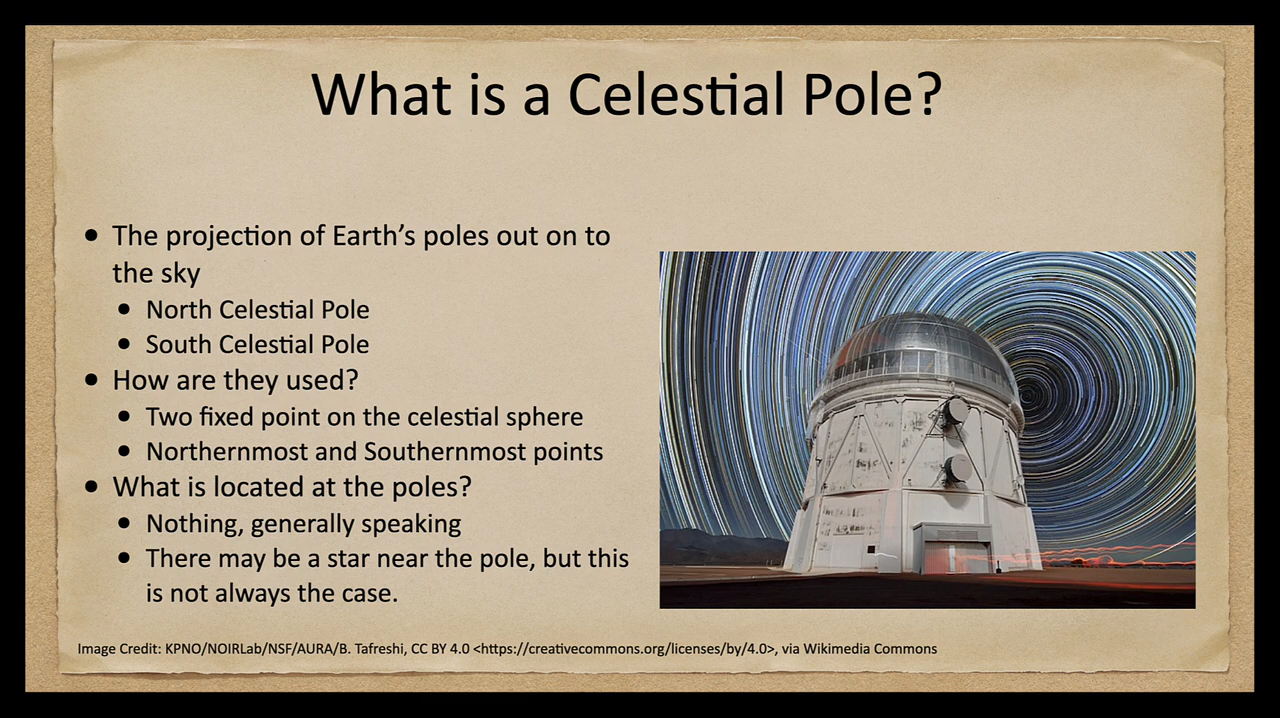 What is a Celestial Pole?
• The projection of Earth’s poles out on to
the sky
• North Celestial Pole
• South Celestial Pole
• How are they used?
• Two fixed point on the celestial sphere
• Northernmost and Southernmost points
• What is located at the poles?
• Nothing, generally speaking
• There may be a star near the pole, but this
is not always the case.
Image Credit: KPNO/NOIRLab/NSF/AURA/B. Tafreshi, CC BY 4.0 <https://creativecommons.org/licenses/by/4.0>, via Wikimedia Commons